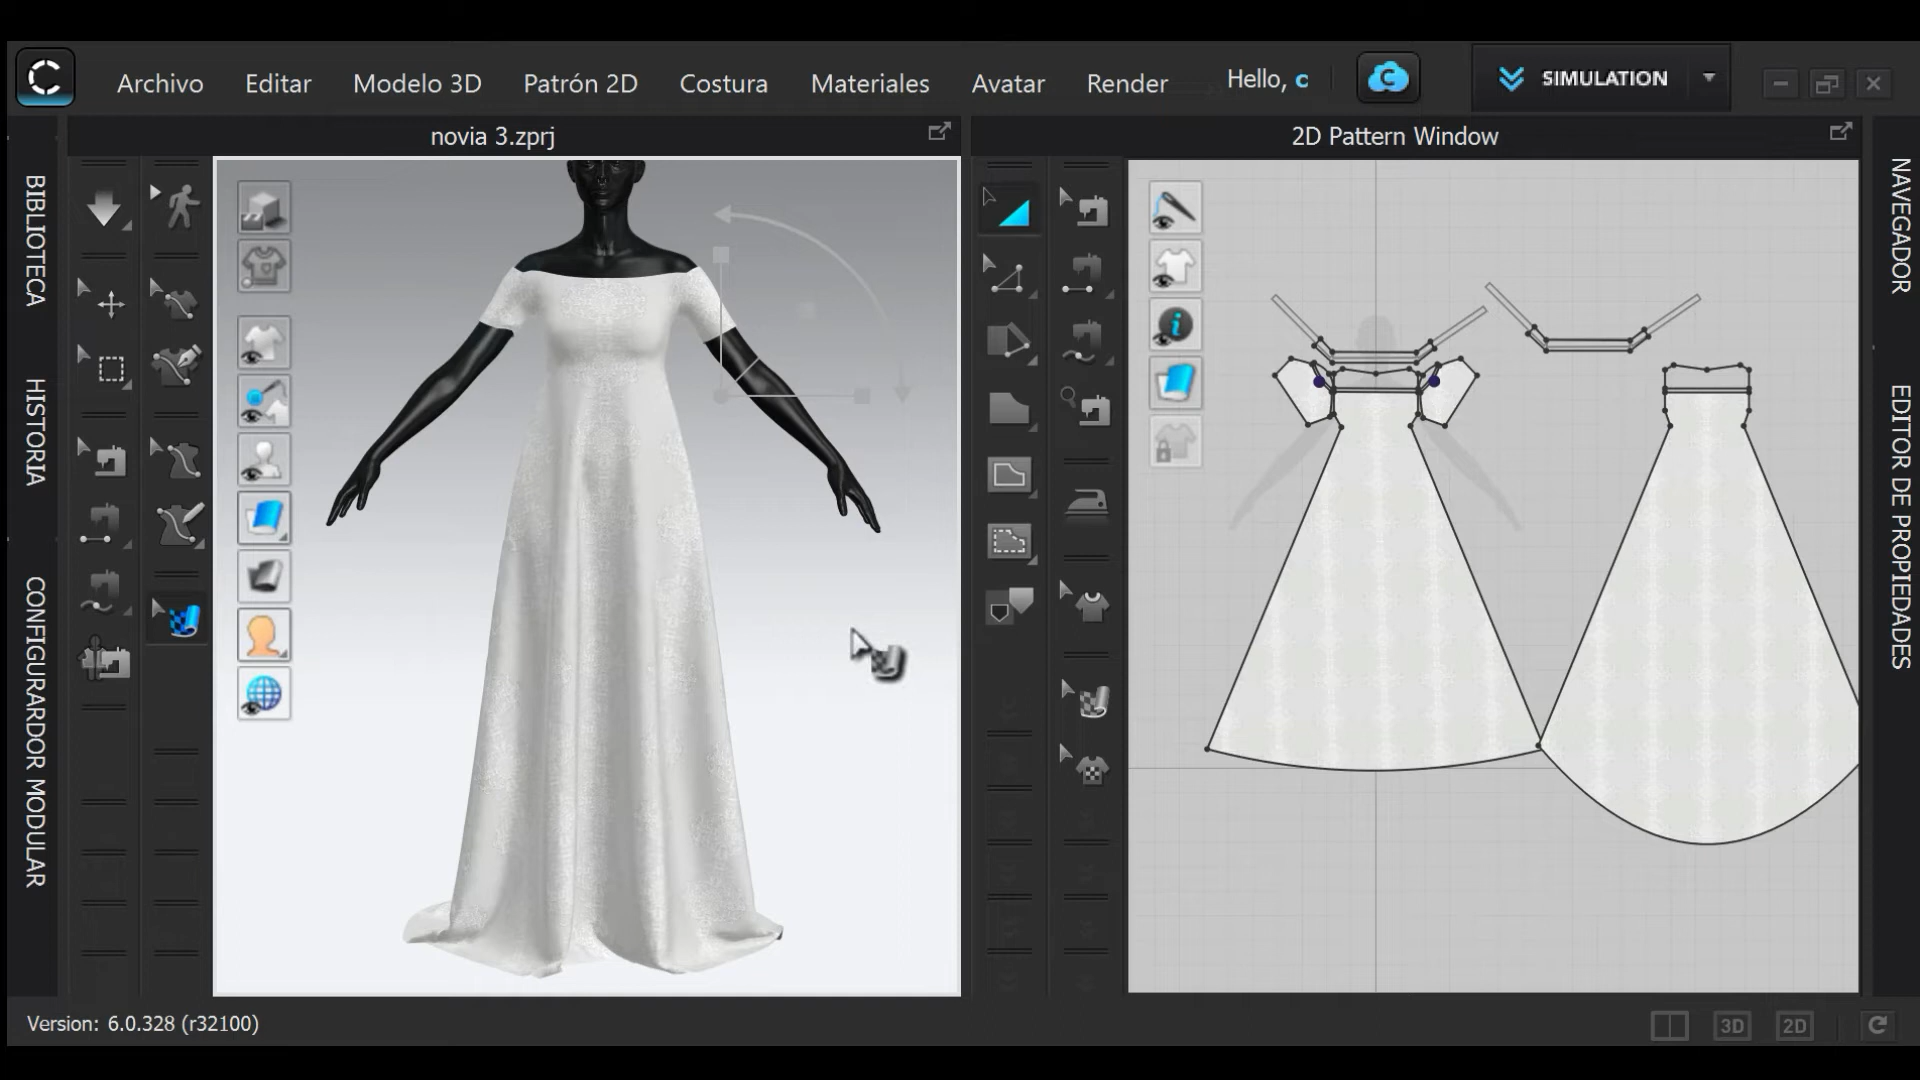 Archivo
Editar
Modelo 3D
Patrón 2D
Costura
Materiales
Avatar
Render
Hello, c
SIMULATION
novia 3.zprj
2D Pattern Window
BIBLIOTECA
HISTORIA
CONFIGURADOR MODULAR
NAVEGADOR
EDITOR DE PROPIEDADES
Version: 6.0.328 (r32100)
3D
2D